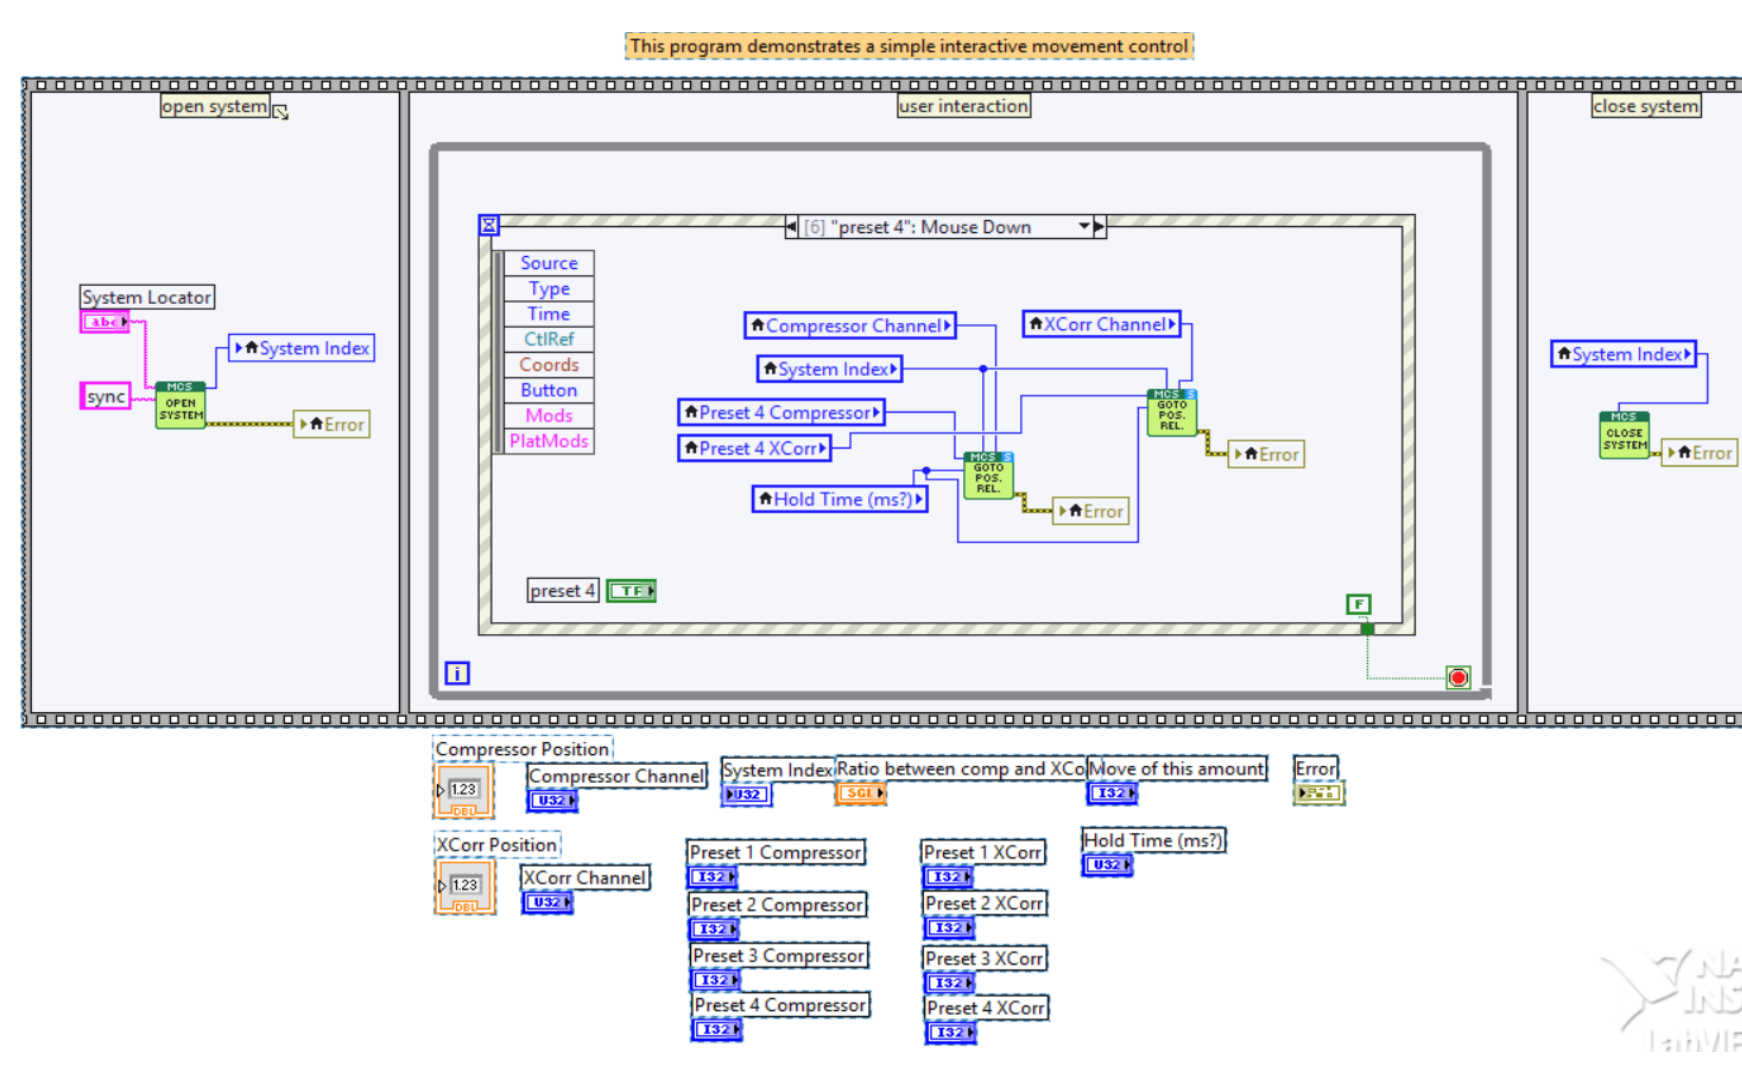 This program demonstrates a simple interactive movement control
open system
user interaction
close system
[6] "preset 4": Mouse Down
Source
Type
Time
CtlRef
Coords
Button
Mods
PlatMods
System Locator
abc
System Index
sync
MCS
OPEN
SYSTEM
Error
Compressor Channel
XCorr Channel
System Index
Preset 4 Compressor
Preset 4 XCorr
Hold Time (ms?)
MCS S
GOTO
POS.
REL.
Error
MCS S
GOTO
POS.
REL.
Error
preset 4
TF
F
i
System Index
MCS
CLOSE
SYSTEM
Error
Compressor Position
1.23
DBL
Compressor Channel
U32
System Index
U32
Ratio between comp and XCo
SGL
Move of this amount
I32
Error
XCorr Position
1.23
DBL
XCorr Channel
U32
Preset 1 Compressor
I32
Preset 2 Compressor
I32
Preset 3 Compressor
I32
Preset 4 Compressor
I32
Preset 1 XCorr
I32
Preset 2 XCorr
I32
Preset 3 XCorr
I32
Preset 4 XCorr
I32
Hold Time (ms?)
U32
NA
INS
LabVIE